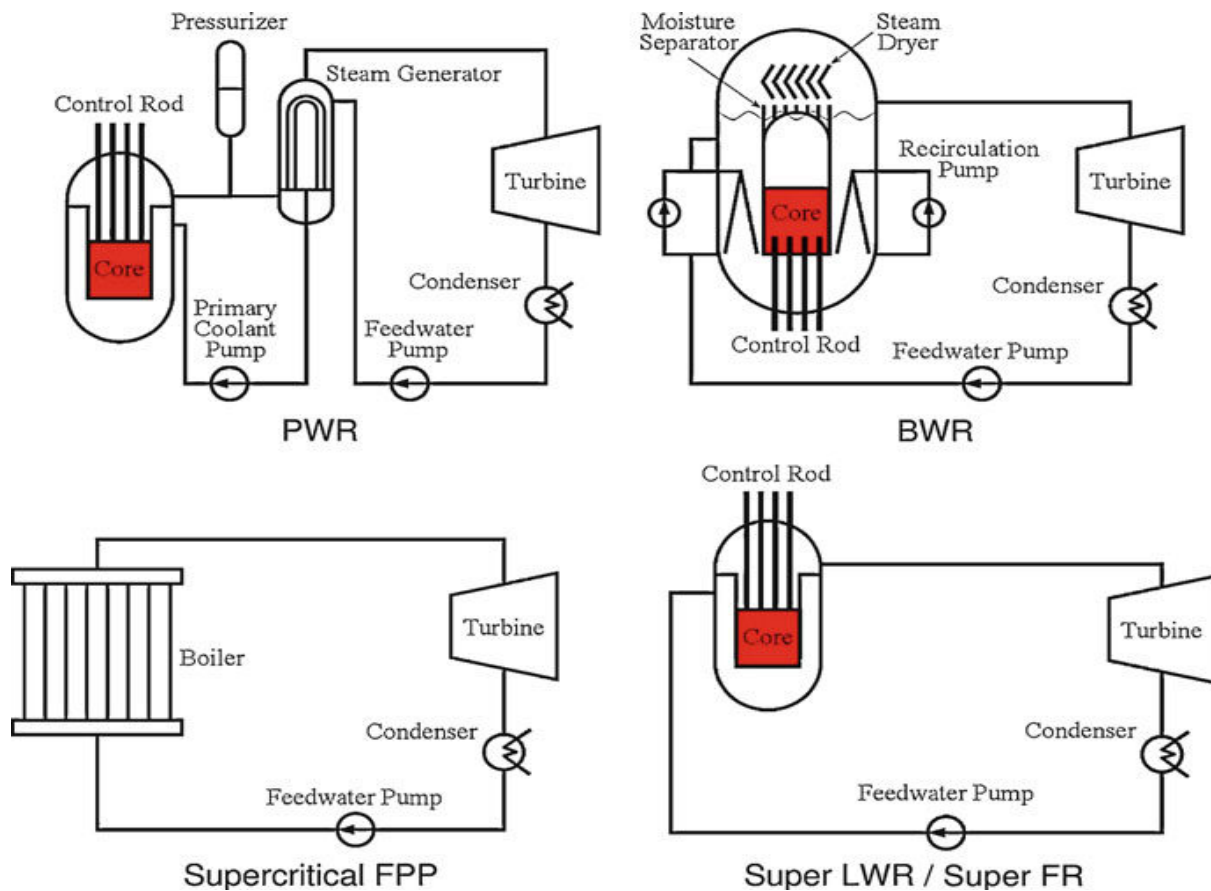 Pressurizer
Steam Generator
Control Rod
Turbine
Core
Condenser
Primary
Coolant
Pump
Feedwater
Pump
PWR
Moisture
Separator
Steam
Dryer
Recirculation
Pump
Turbine
Core
Condenser
Control Rod
Feedwater Pump
BWR
Boiler
Turbine
Condenser
Feedwater Pump
Supercritical FPP
Control Rod
Core
Turbine
Condenser
Feedwater Pump
Super LWR / Super FR